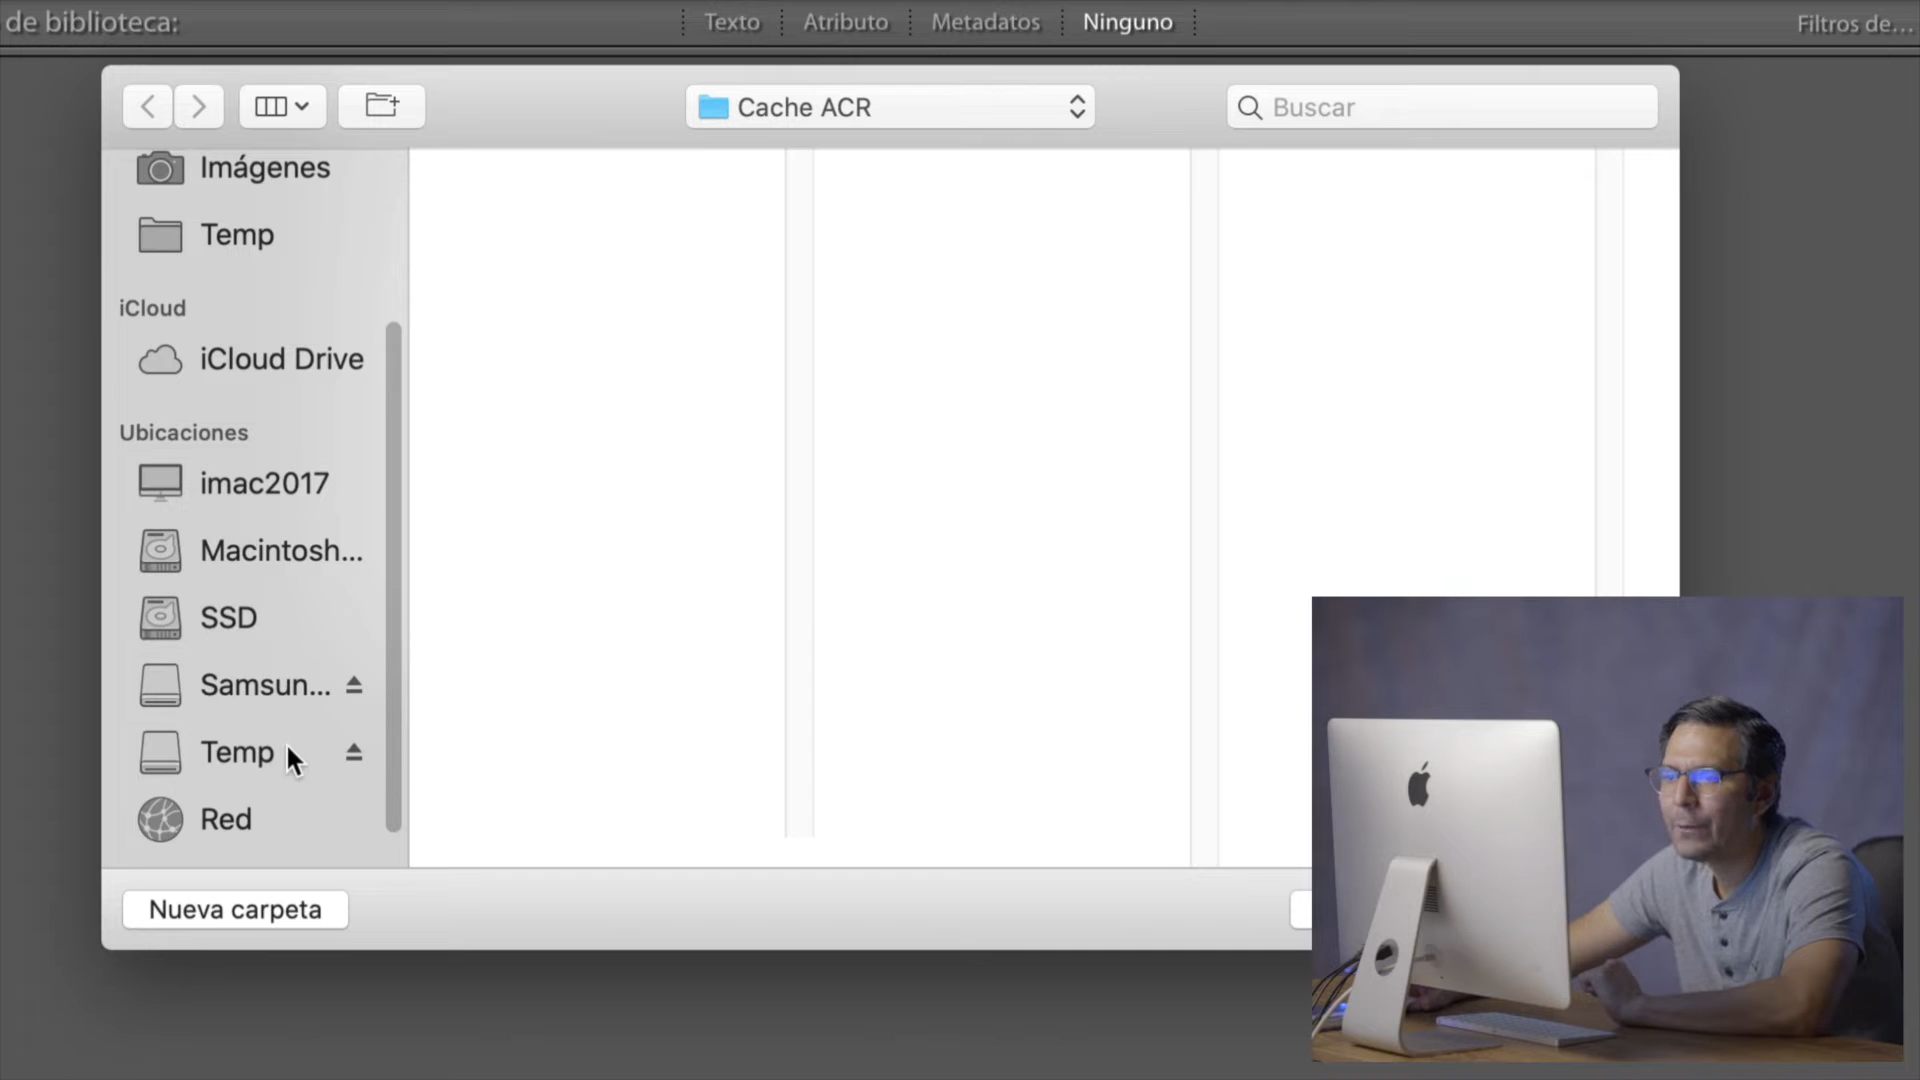 de biblioteca:
Texto
Atributo
Metadatos
Ninguno
Filtros de...
Cache ACR
Buscar
Imágenes
Temp
iCloud
iCloud Drive
Ubicaciones
imac2017
Macintosh...
SSD
Samsun...
Temp
Red
Nueva carpeta